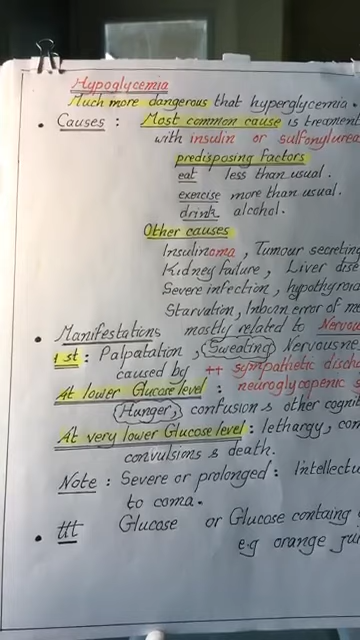 Hypoglycemia
Much more dangerous that hyperglycemia.
• Causes : Most common cause is treament
with insulin or sulfonylurea
predisposing factors
eat less than usual.
exercise more than usual.
drink alcohol.
Other causes
Insulinoma, Tumour secreting
Kidney failure, Liver
Severe infection, hypothyroid
Starvation, Inborn error of
• Manifestations mostly related to Nervou
1st : Palpatation, Sweating, Nervousne
caused by ++ sympathetic
At lower Glucose level : neuroglycopenic s
Hunger, confusion & other
At very lower Glucose level : lethargy,
convulsions & death.
Note : Severe or prolonged : Intellectu
to coma.
• ttt Glucose or Glucose containg
e.g orange